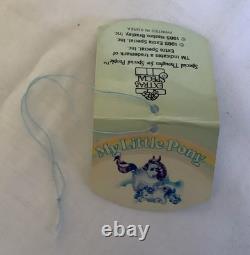 EXTRA
SPECIAL
Special Thoughts for Special People™
TM Indicates a trademark of
Extra Special, Inc.
© 1985 Extra Special, Inc.
© 1985 Hasbro Bradley Inc.
PRINTED IN KOREA
My Little Pony
ebay